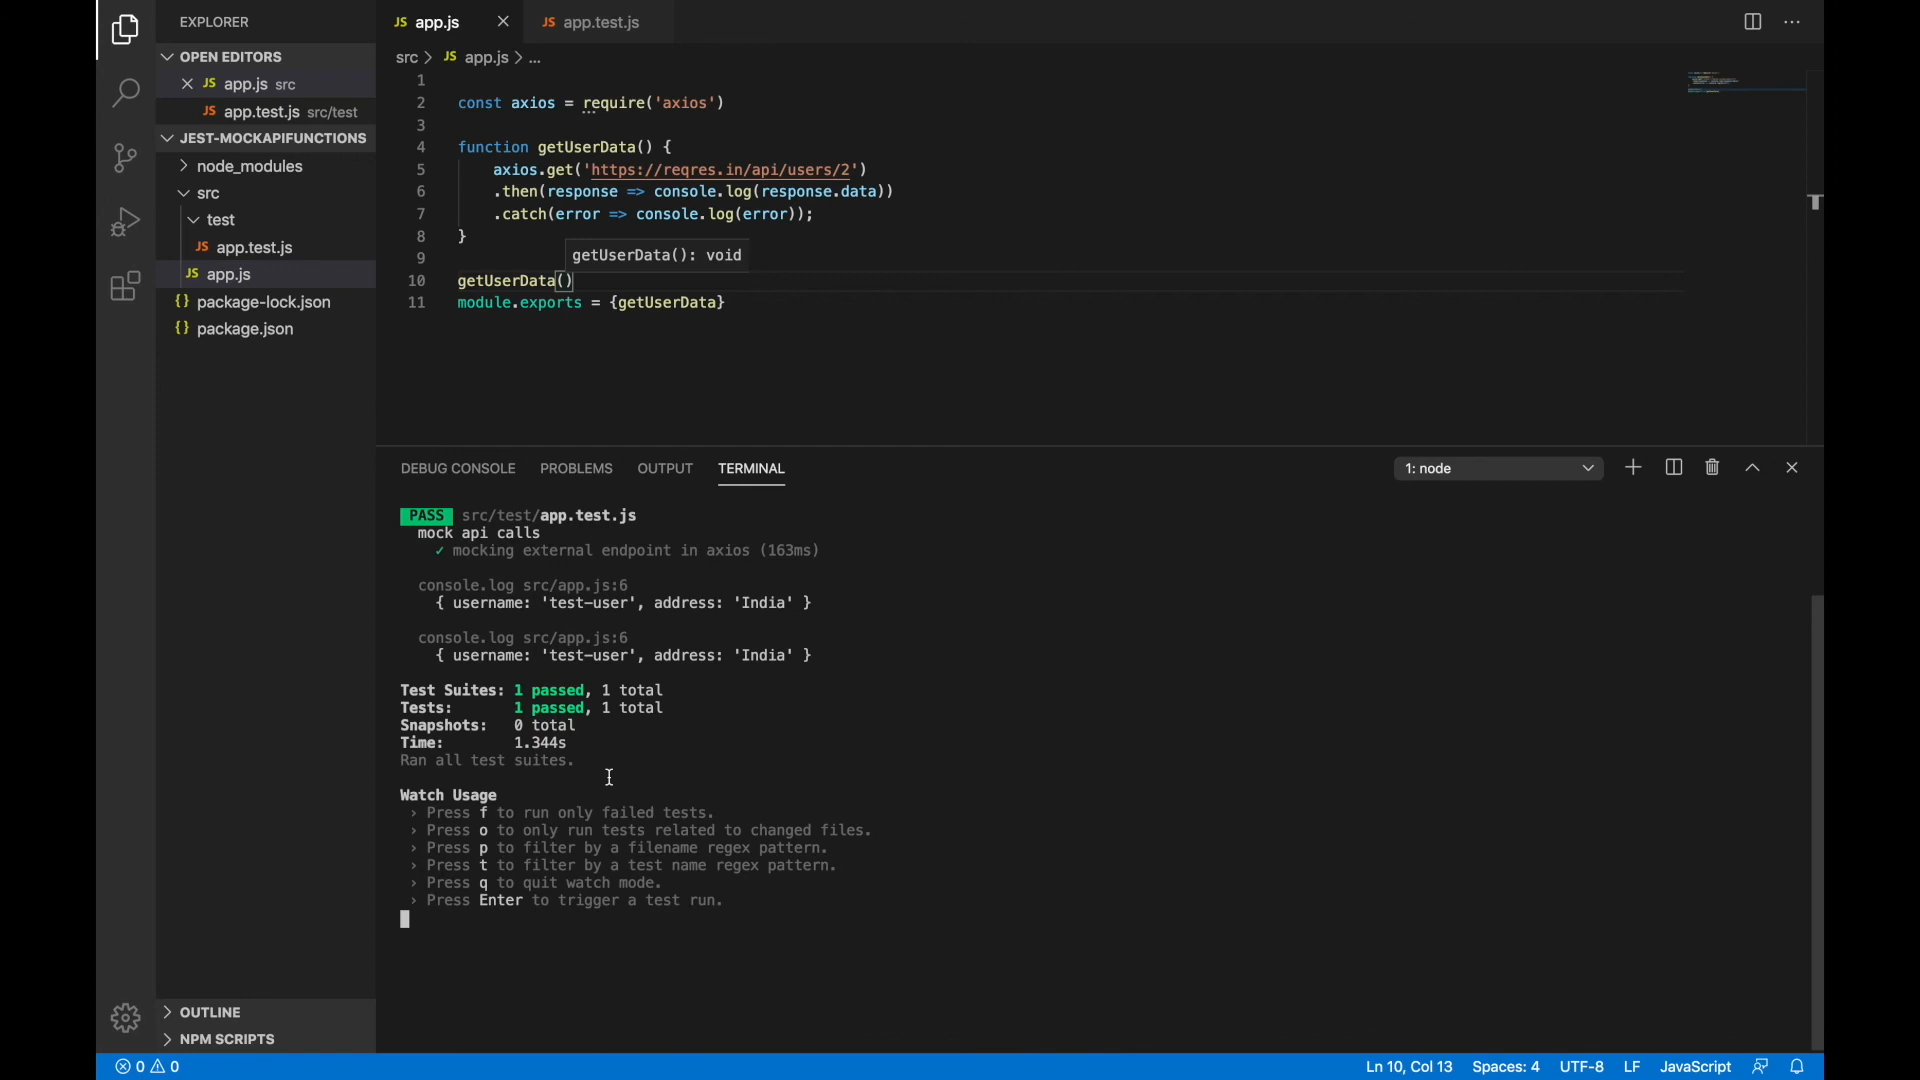 EXPLORER
OPEN EDITORS
JS app.js src
JS app.test.js src/test
JEST-MOCKAPIFUNCTIONS
node_modules
src
test
JS app.test.js
JS app.js
{} package-lock.json
{} package.json
OUTLINE
NPM SCRIPTS
JS app.js
JS app.test.js
src > JS app.js > ...
1
2 const axios = require('axios')
3
4 function getUserData() {
5 axios.get('https://reqres.in/api/users/2')
6 .then(response => console.log(response.data))
7 .catch(error => console.log(error));
8 }
9
getUserData(): void
10 getUserData()
11 module.exports = {getUserData}
DEBUG CONSOLE PROBLEMS OUTPUT TERMINAL
1: node
PASS src/test/app.test.js
mock api calls
✓ mocking external endpoint in axios (163ms)
console.log src/app.js:6
{ username: 'test-user', address: 'India' }
console.log src/app.js:6
{ username: 'test-user', address: 'India' }
Test Suites: 1 passed, 1 total
Tests: 1 passed, 1 total
Snapshots: 0 total
Time: 1.344s
Ran all test suites.
Watch Usage
› Press f to run only failed tests.
› Press o to only run tests related to changed files.
› Press p to filter by a filename regex pattern.
› Press t to filter by a test name regex pattern.
› Press q to quit watch mode.
› Press Enter to trigger a test run.
0 0
Ln 10, Col 13 Spaces: 4 UTF-8 LF JavaScript